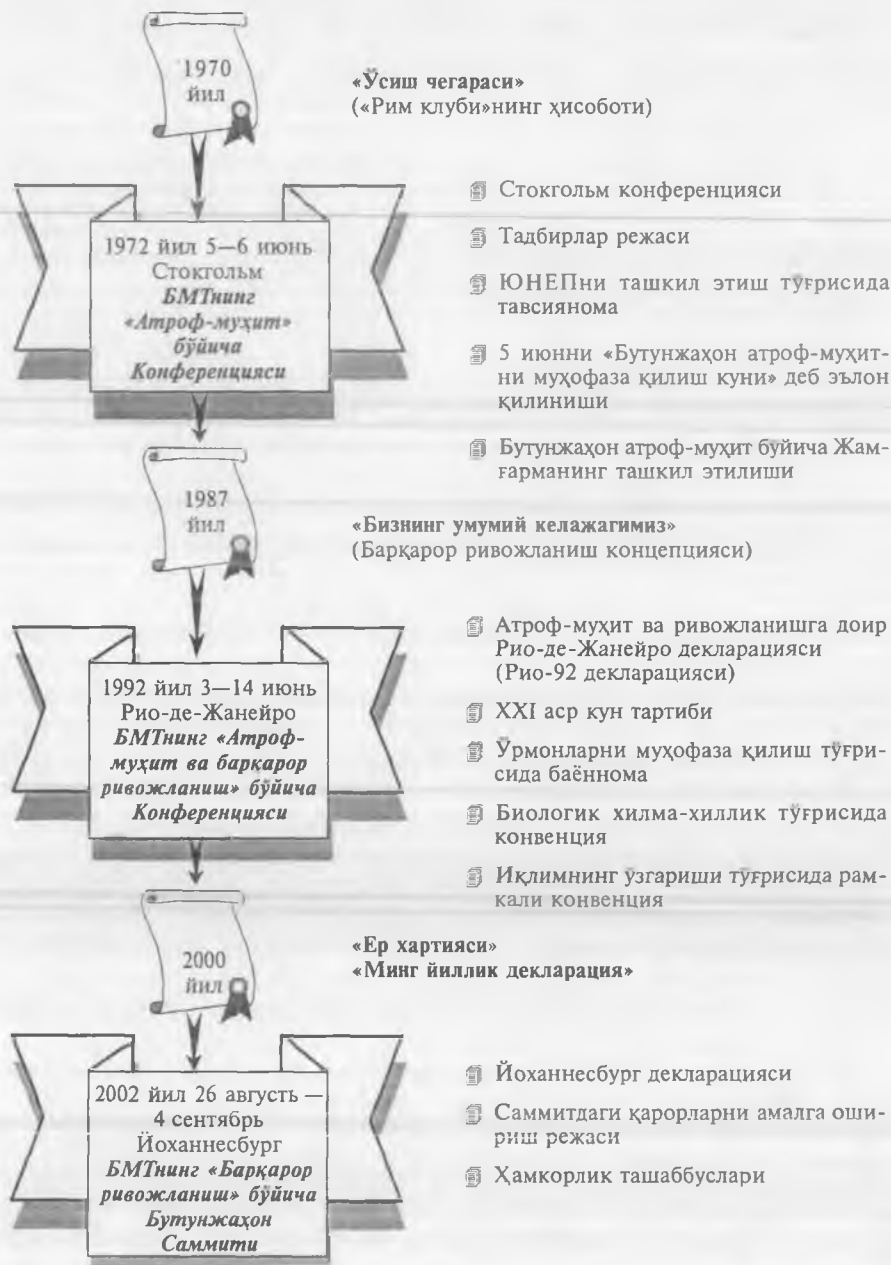 1970
йил
«Ўсиш чегараси»
(«Рим клуби»нинг ҳисоботи)
1972 йил 5—6 июнь
Стокгольм
БМТнинг
«Атроф-муҳит»
бўйича
Конференцияси
Стокгольм конференцияси
Тадбирлар режаси
ЮНЕПни ташкил этиш тўғрисида
тавсиянома
5 июнни «Бутунжаҳон атроф-муҳит-
ни муҳофаза қилиш куни» деб эълон
қилиниши
Бутунжаҳон атроф-муҳит бўйича Жам-
ғарманинг ташкил этилиши
1987
йил
«Бизнинг умумий келажагимиз»
(Барқарор ривожланиш концепцияси)
1992 йил 3—14 июнь
Рио-де-Жанейро
БМТнинг «Атроф-
муҳит ва барқарор
ривожланиш» бўйича
Конференцияси
Атроф-муҳит ва ривожланишга доир
Рио-де-Жанейро декларацияси
(Рио-92 декларацияси)
XXI аср кун тартиби
Ўрмонларни муҳофаза қилиш тўғри-
сида баённома
Биологик хилма-хиллик тўғрисида
конвенция
Иқлимнинг ўзгариши тўғрисида рам-
кали конвенция
2000
йил
«Ер хартияси»
«Минг йиллик декларация»
2002 йил 26 августь —
4 сентябрь
Йоханнесбург
БМТнинг «Барқарор
ривожланиш» бўйича
Бутунжаҳон
Саммити
Йоханнесбург декларацияси
Саммитдаги қарорларни амалга оши-
риш режаси
Ҳамкорлик ташаббуслари